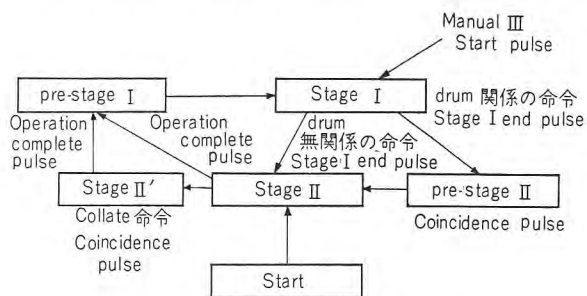 Manual Ⅲ
Start pulse
pre-stage Ⅰ
Stage Ⅰ
drum 関係の命令
Stage Ⅰ end pulse
Operation
complete
pulse
Operation
complete
pulse
drum
無関係の命令
Stage Ⅰ end pulse
Stage Ⅱ′
Stage Ⅱ
pre-stage Ⅱ
Collate 命令
Coincidence
pulse
Coincidence pulse
Start